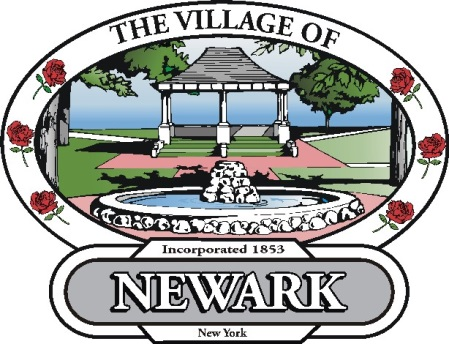 THE VILLAGE OF
Incorporated 1853
NEWARK
New York